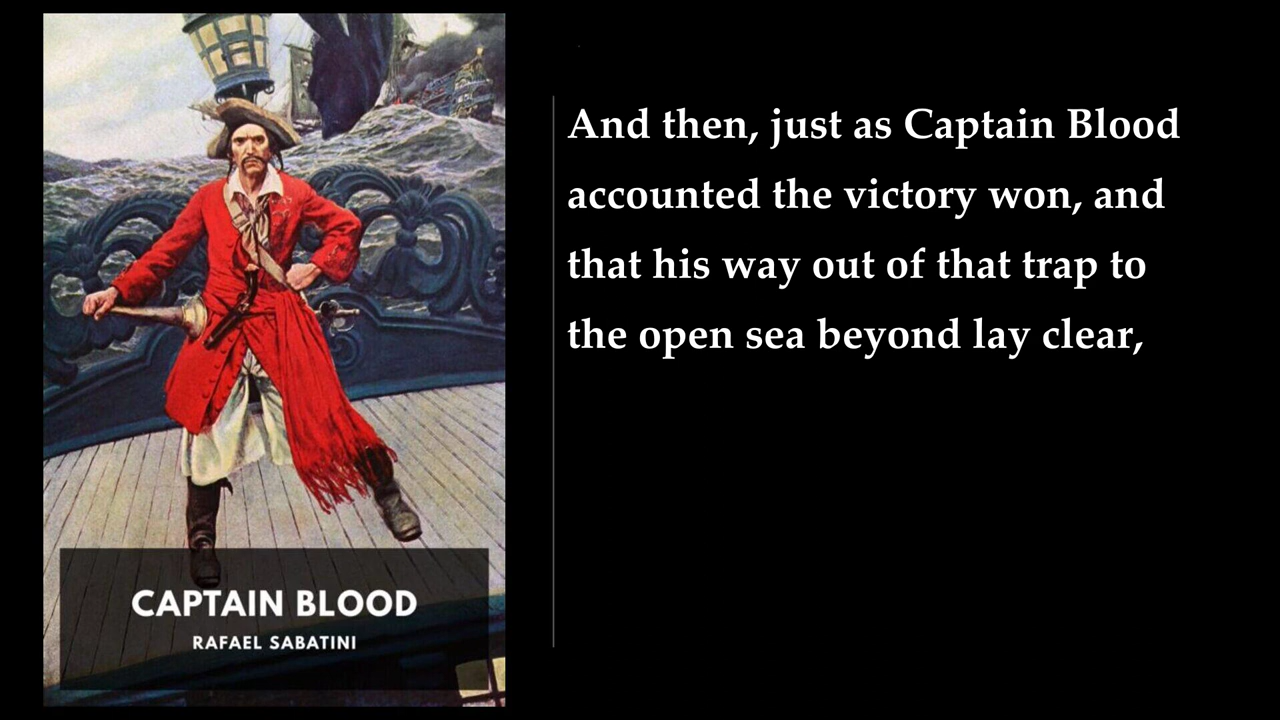 And then, just as Captain Blood
accounted the victory won, and
that his way out of that trap to
the open sea beyond lay clear,
CAPTAIN BLOOD
RAFAEL SABATINI